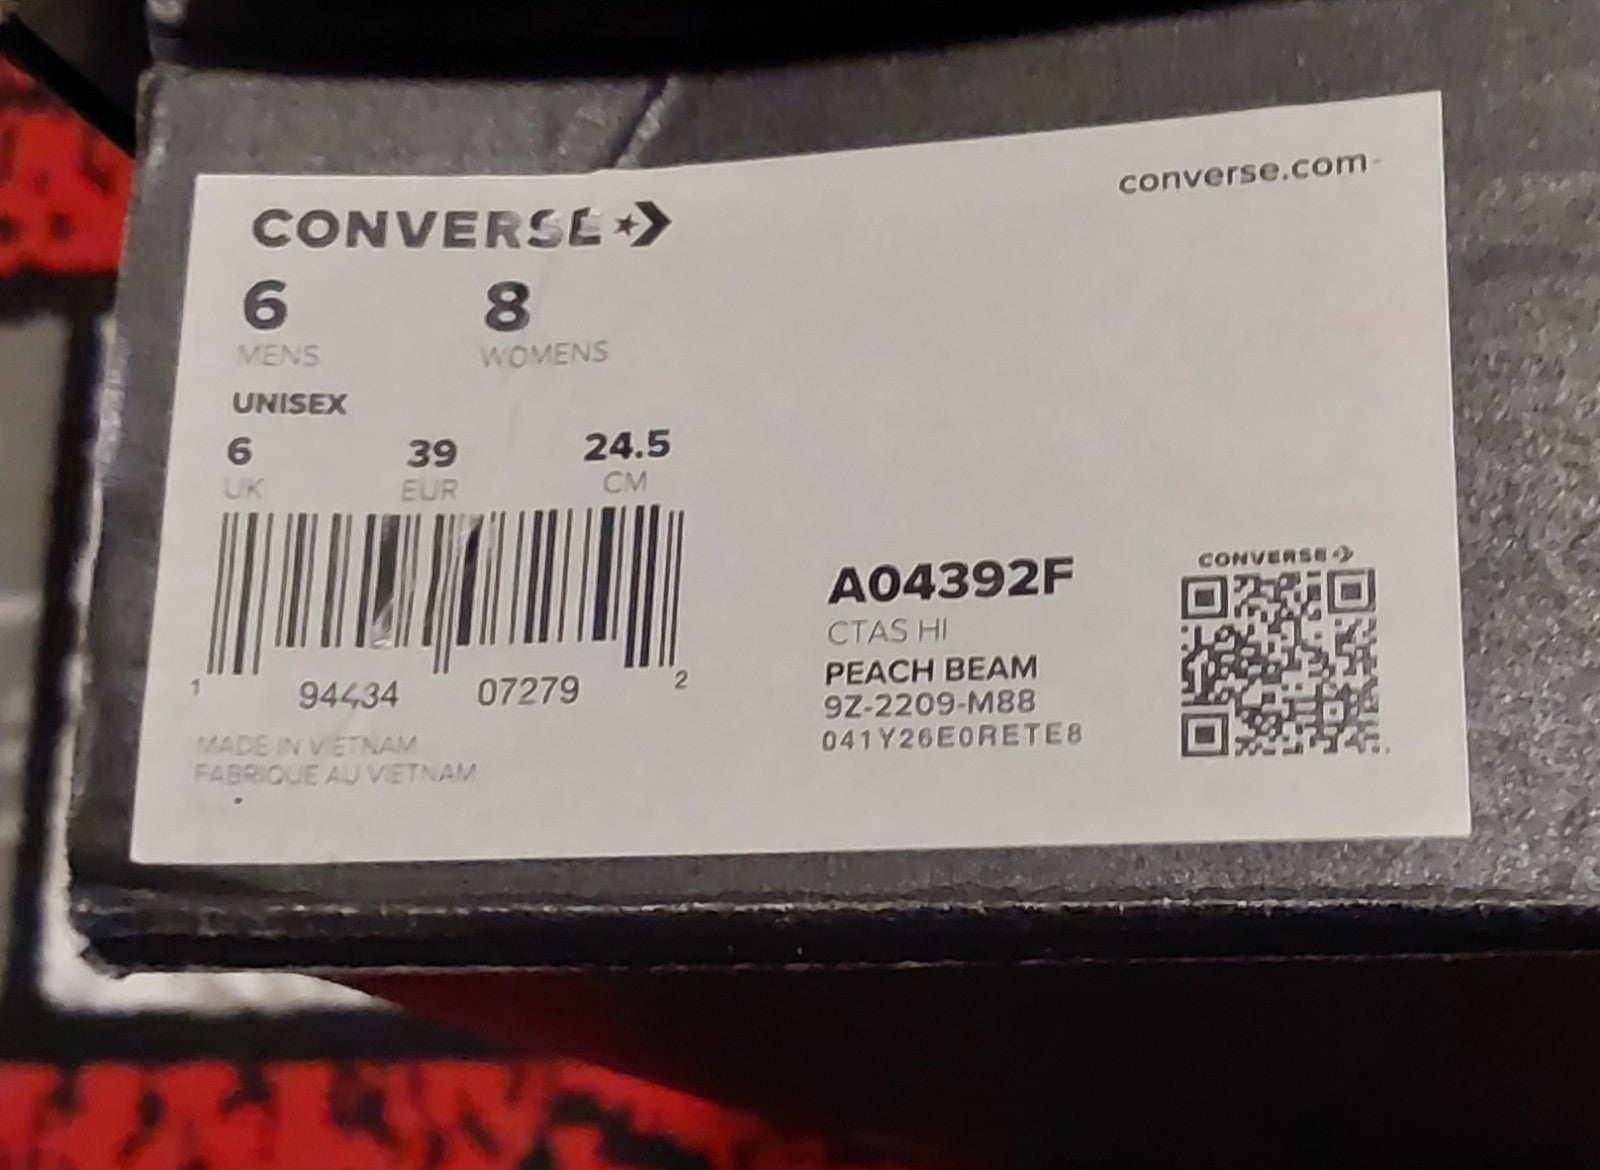 converse.com
CONVERSE
6 8
MENS WOMENS
UNISEX
6 39 24.5
UK EUR CM
1 94434 07279 2
MADE IN VIETNAM
FABRIQUE AU VIETNAM
A04392F
CTAS HI
PEACH BEAM
9Z-2209-M88
041Y26E0RETE8
CONVERSE